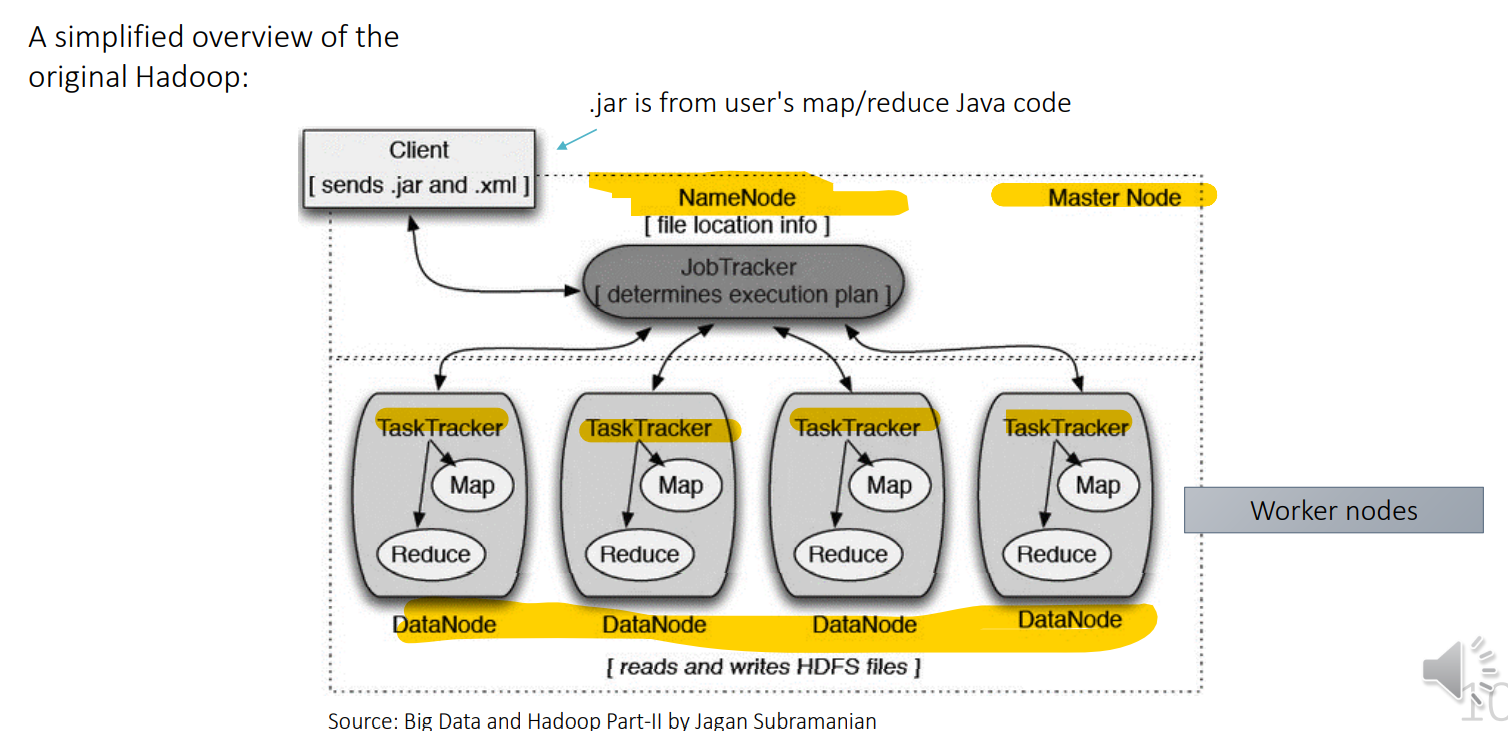 A simplified overview of the
original Hadoop:
.jar is from user's map/reduce Java code
Client
[ sends .jar and .xml ]
NameNode
[ file location info ]
Master Node
JobTracker
[ determines execution plan ]
TaskTracker
Map
Reduce
DataNode
TaskTracker
Map
Reduce
DataNode
TaskTracker
Map
Reduce
DataNode
TaskTracker
Map
Reduce
DataNode
Worker nodes
[ reads and writes HDFS files ]
10
Source: Big Data and Hadoop Part-II by Jagan Subramanian